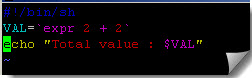 #!/bin/sh
VAL=`expr 2 + 2`
echo "Total value : $VAL"
~